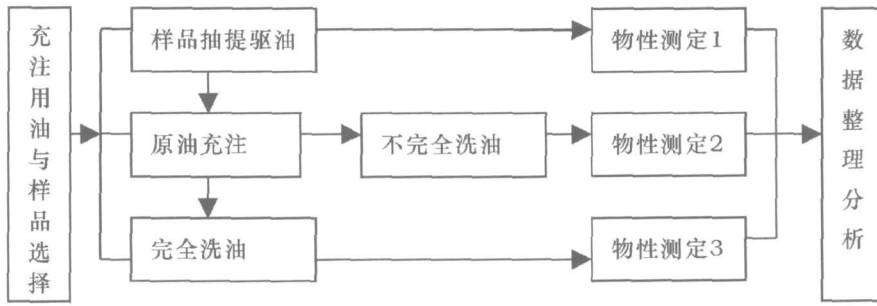 充注用油与样品选择
样品抽提驱油
物性测定1
原油充注
不完全洗油
物性测定2
完全洗油
物性测定3
数据整理分析